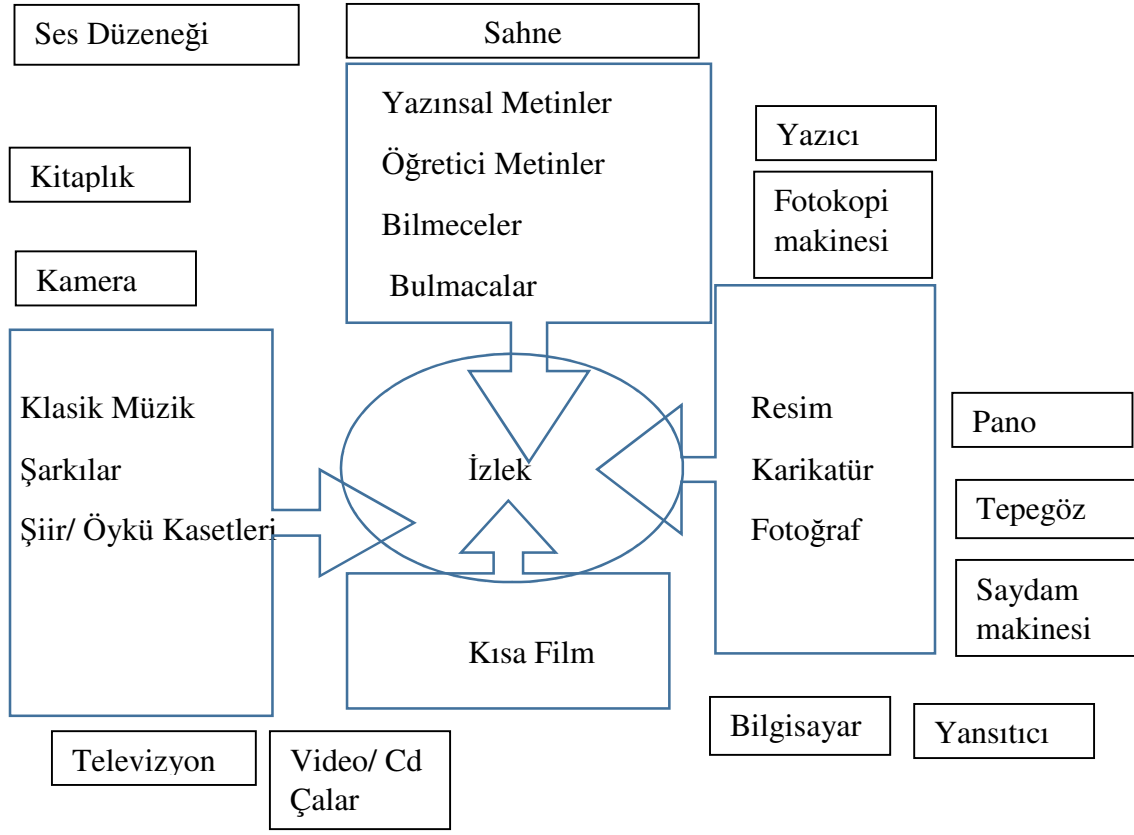 Ses Düzeneği
Sahne
Yazınsal Metinler
Öğretici Metinler
Bilmeceler
Bulmacalar
Yazıcı
Kitaplık
Fotokopi
makinesi
Kamera
Klasik Müzik
Şarkılar
Şiir/ Öykü Kasetleri
İzlek
Resim
Karikatür
Fotoğraf
Pano
Tepegöz
Saydam
makinesi
Kısa Film
Bilgisayar
Yansıtıcı
Televizyon
Video/ Cd
Çalar